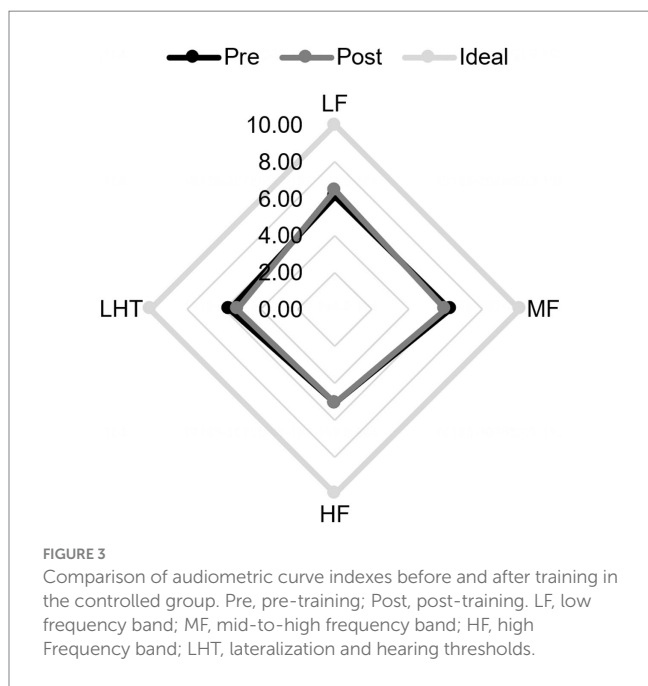 Pre Post Ideal
LF
10.00
8.00
6.00
4.00
2.00
0.00
LHT
MF
HF
FIGURE 3
Comparison of audiometric curve indexes before and after training in
the controlled group. Pre, pre-training; Post, post-training. LF, low
frequency band; MF, mid-to-high frequency band; HF, high
Frequency band; LHT, lateralization and hearing thresholds.